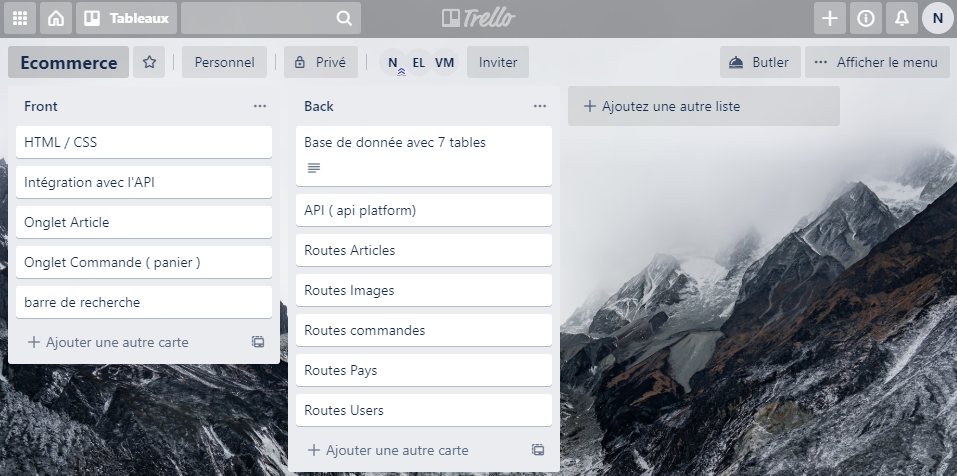 Tableaux
Trello
N
Ecommerce
Personnel
Privé
N EL VM
Inviter
Butler
Afficher le menu
Front
HTML / CSS
Intégration avec l'API
Onglet Article
Onglet Commande ( panier )
barre de recherche
Ajouter une autre carte
Back
Base de donnée avec 7 tables
API ( api platform)
Routes Articles
Routes Images
Routes commandes
Routes Pays
Routes Users
Ajouter une autre carte
Ajoutez une autre liste